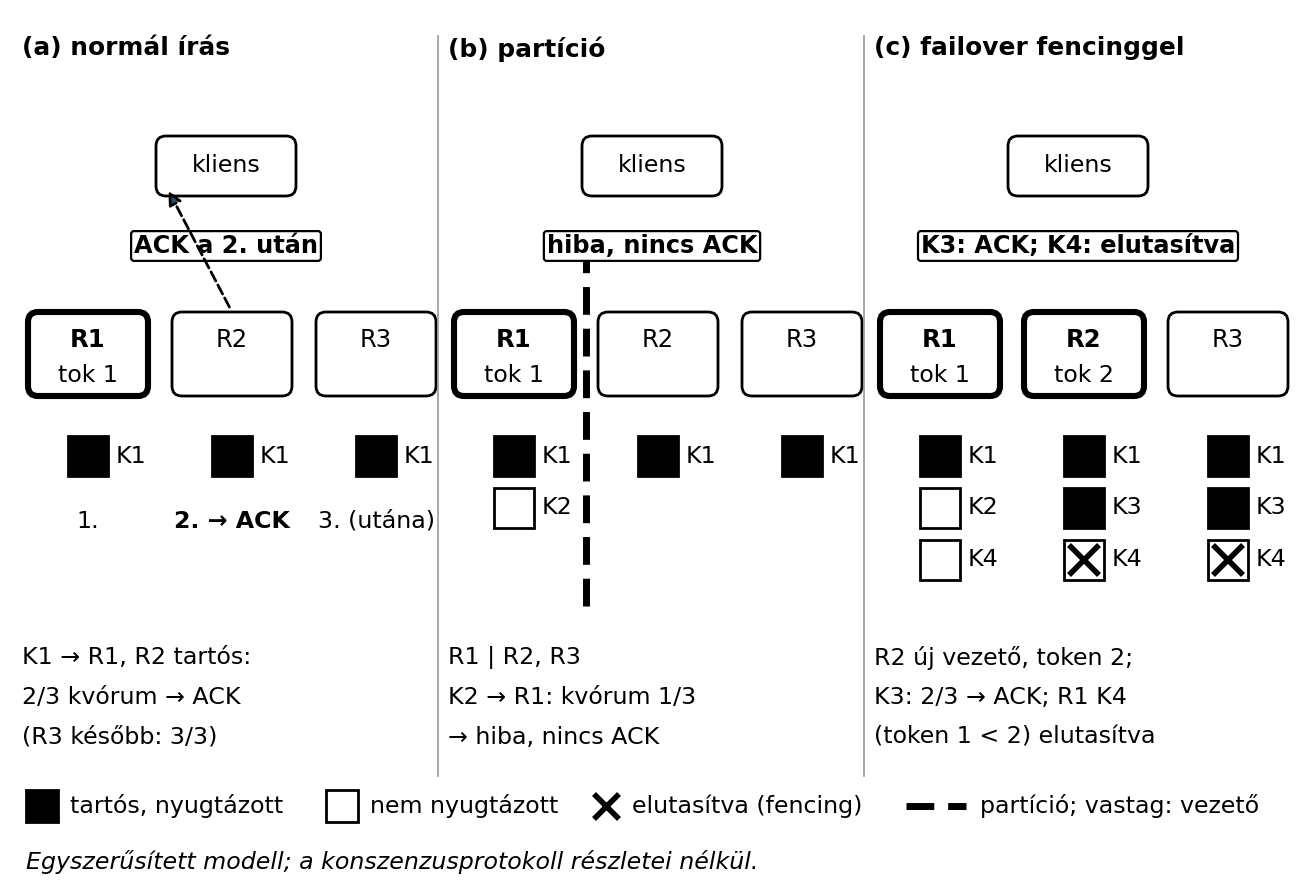 (a) normál írás
kliens
ACK a 2. után
R1
tok 1
R2
R3
K1
K1
K1
1.
2. → ACK
3. (utána)
K1 → R1, R2 tartós:
2/3 kvórum → ACK
(R3 később: 3/3)
(b) partíció
kliens
hiba, nincs ACK
R1
tok 1
R2
R3
K1
K1
K1
K2
R1 | R2, R3
K2 → R1: kvórum 1/3
→ hiba, nincs ACK
(c) failover fencinggel
kliens
K3: ACK; K4: elutasítva
R1
tok 1
R2
tok 2
R3
K1
K1
K1
K2
K3
K3
K4
K4
K4
R2 új vezető, token 2;
K3: 2/3 → ACK; R1 K4
(token 1 < 2) elutasítva
tartós, nyugtázott
nem nyugtázott
elutasítva (fencing)
partíció; vastag: vezető
Egyszerűsített modell; a konszenzusprotokoll részletei nélkül.